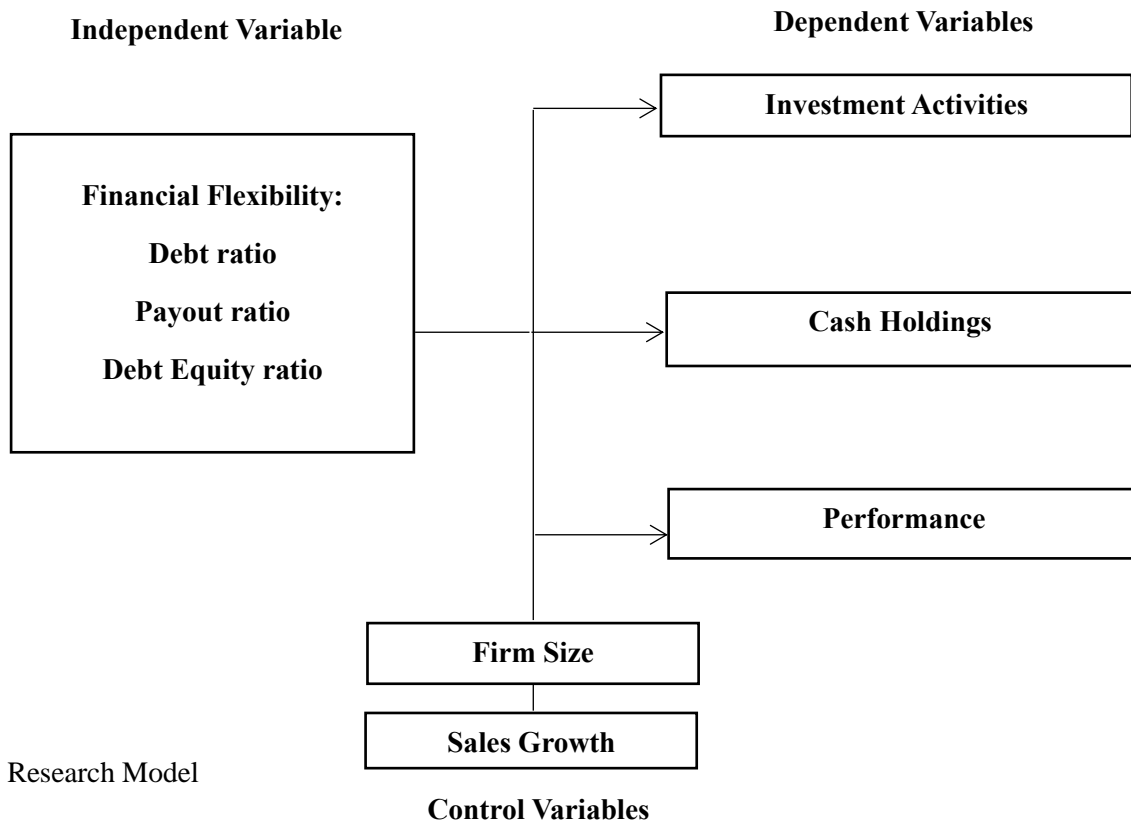 Independent Variable
Dependent Variables
Investment Activities
Financial Flexibility:
Debt ratio
Payout ratio
Debt Equity ratio
Cash Holdings
Performance
Firm Size
Sales Growth
Research Model
Control Variables